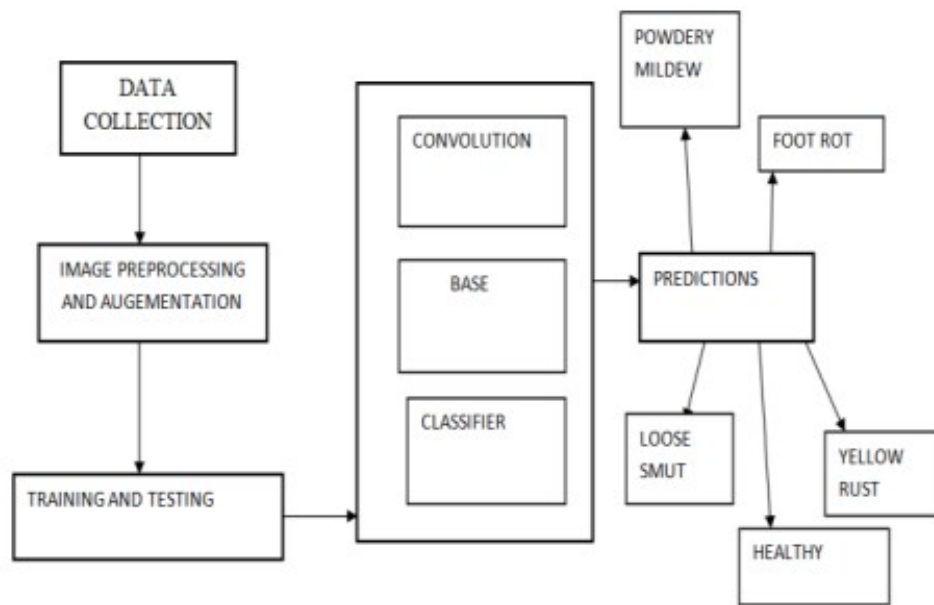 DATA
COLLECTION
IMAGE PREPROCESSING
AND AUGEMENTATION
TRAINING AND TESTING
CONVOLUTION
BASE
CLASSIFIER
PREDICTIONS
POWDERY
MILDEW
FOOT ROT
LOOSE
SMUT
HEALTHY
YELLOW
RUST